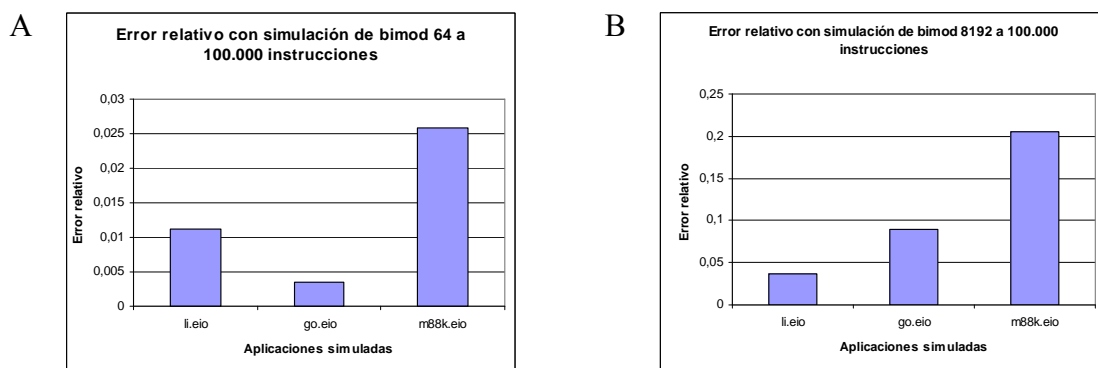 A
Error relativo con simulación de bimod 64 a
100.000 instrucciones
0,03
0,025
0,02
0,015
0,01
0,005
0
Error relativo
li.eio
go.eio
m88k.eio
Aplicaciones simuladas
B
Error relativo con simulación de bimod 8192 a 100.000
instrucciones
0,25
0,2
0,15
0,1
0,05
0
Error relativo
li.eio
go.eio
m88k.eio
Aplicaciones simuladas